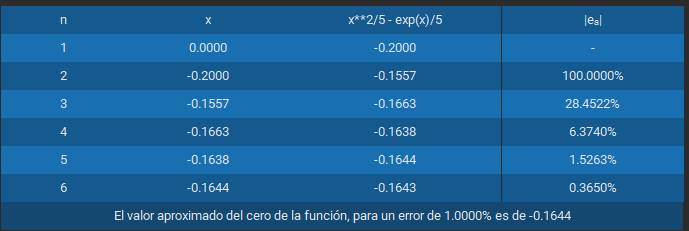 n x x**2/5 - exp(x)/5 |eₐ|
1 0.0000 -0.2000 -
2 -0.2000 -0.1557 100.0000%
3 -0.1557 -0.1663 28.4522%
4 -0.1663 -0.1638 6.3740%
5 -0.1638 -0.1644 1.5263%
6 -0.1644 -0.1643 0.3650%
El valor aproximado del cero de la función, para un error de 1.0000% es de -0.1644